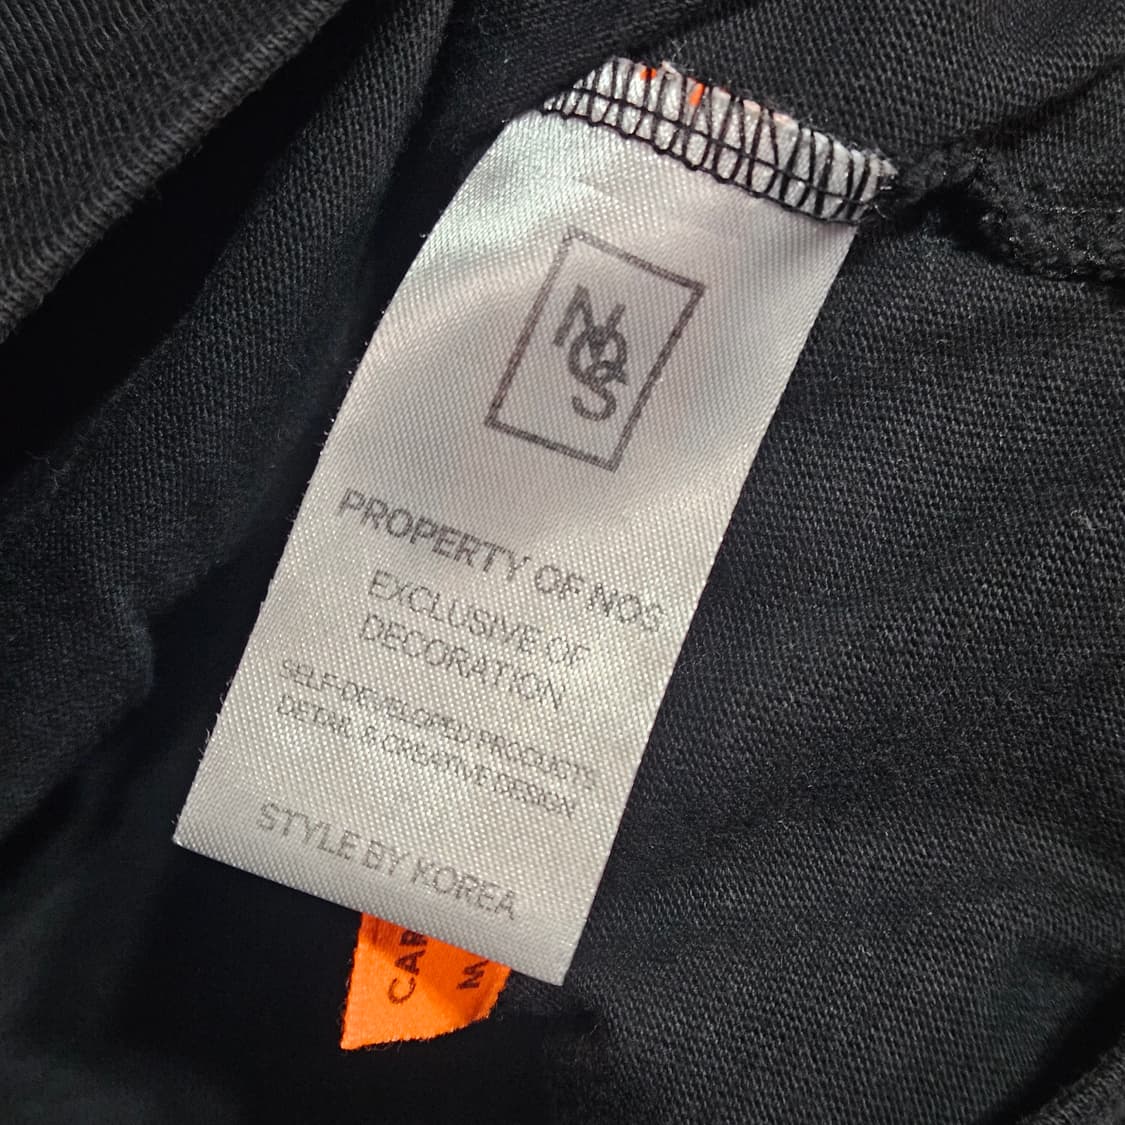 NOS
PROPERTY OF NOS
EXCLUSIVE OF
DECORATION
SELF-DEVELOPED PRODUCTS
DETAIL & CREATIVE DESIGN
STYLE BY KOREA